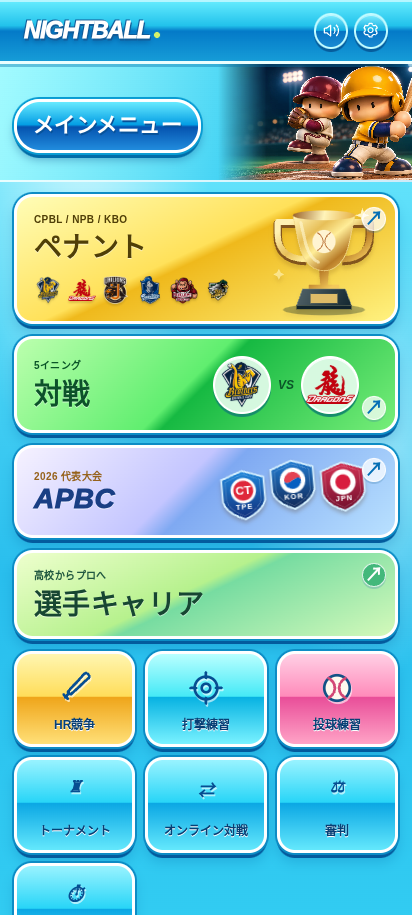 NIGHTBALL
メインメニュー
CPBL / NPB / KBO
ペナント
DRAGONS
5イニング
対戦
VS
DRAGONS
2026 代表大会
APBC
CT
TPE
KOR
JPN
高校からプロへ
選手キャリア
HR競争
打撃練習
投球練習
トーナメント
オンライン対戦
審判